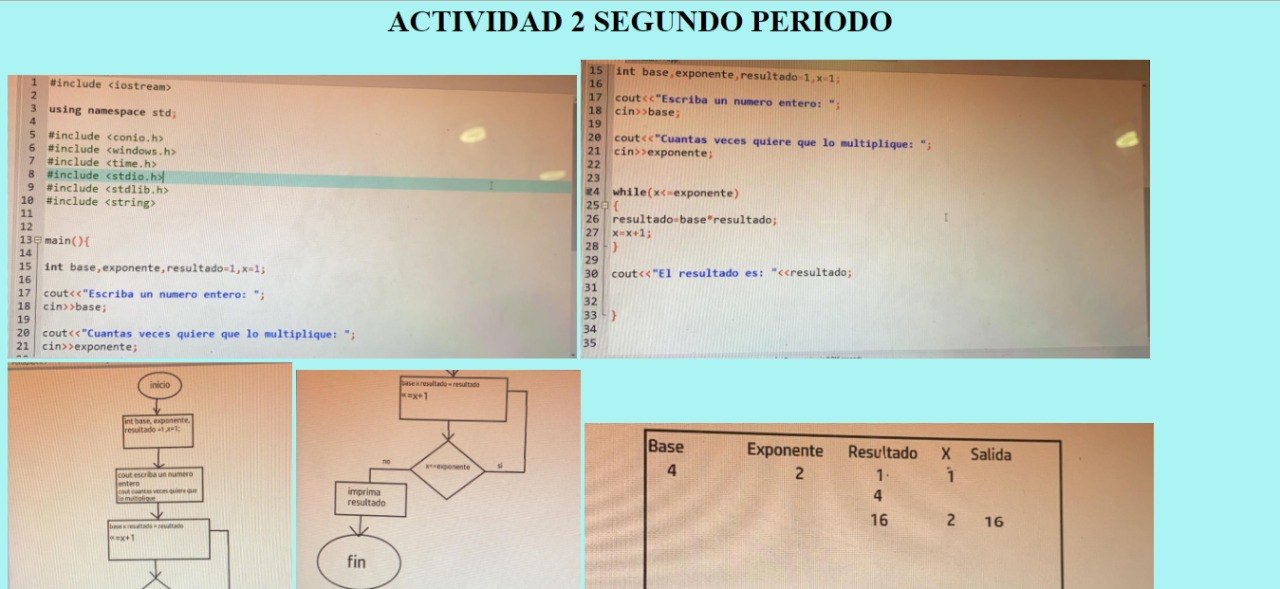 ACTIVIDAD 2 SEGUNDO PERIODO
1 #include <iostream>
2
3 using namespace std;
4
5 #include <conio.h>
6 #include <windows.h>
7 #include <time.h>
8 #include <stdio.h>
9 #include <stdlib.h>
10 #include <string>
11
12
13 main(){
14
15 int base,exponente,resultado=1,x=1;
16
17 cout<<"Escriba un numero entero: ";
18 cin>>base;
19
20 cout<<"Cuantas veces quiere que lo multiplique: ";
21 cin>>exponente;
15 int base,exponente,resultado=1,x=1;
16
17 cout<<"Escriba un numero entero: ";
18 cin>>base;
19
20 cout<<"Cuantas veces quiere que lo multiplique: ";
21 cin>>exponente;
22
23
24 while(x<=exponente)
25 {
26 resultado=base*resultado;
27 x=x+1;
28 }
29
30 cout<<"El resultado es: "<<resultado;
31
32
33 }
34
35
inicio
int base, exponente,
resultado =1,x=1;
cout escriba un numero
entero
cout cuantas veces quiere que
lo multiplique
base x resultado = resultado
==x+1
base x resultado = resultado
==x+1
no
x==exponente
si
imprima
resultado
fin
Base Exponente Resultado X Salida
4 2 1 1
4
16 2 16